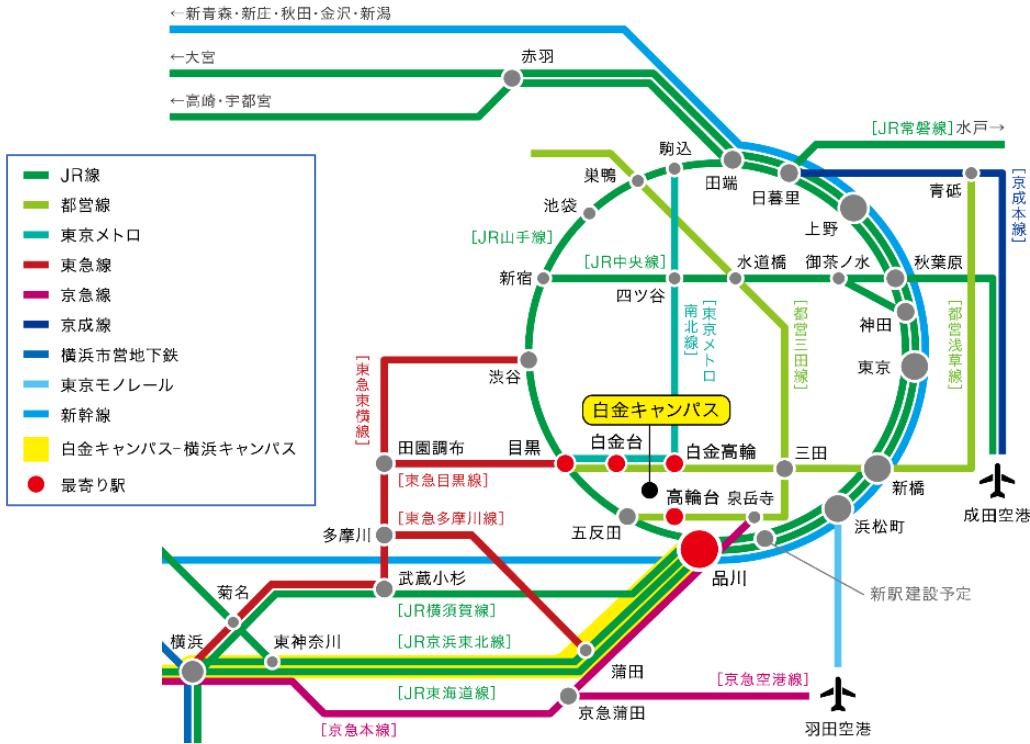 ←新青森・新庄・秋田・金沢・新潟
←大宮
赤羽
←高崎・宇都宮
[JR常磐線]水戸→
駒込
巣鴨
田端
日暮里
青砥
[京成本線]
池袋
上野
[JR山手線]
JR線
都営線
東京メトロ
東急線
京急線
京成線
横浜市営地下鉄
東京モノレール
新幹線
白金キャンパス-横浜キャンパス
最寄り駅
新宿
[JR中央線]
四ツ谷
水道橋
御茶ノ水
秋葉原
神田
[東京メトロ
南北線]
[都営三田線]
[都営浅草線]
[東急東横線]
渋谷
東京
白金キャンパス
田園調布
目黒
白金台
白金高輪
三田
新橋
[東急目黒線]
成田空港
高輪台
泉岳寺
浜松町
[東急多摩川線]
五反田
多摩川
品川
新駅建設予定
武蔵小杉
菊名
[JR横須賀線]
横浜
東神奈川
[JR京浜東北線]
蒲田
[JR東海道線]
京急蒲田
[京急空港線]
羽田空港
[京急本線]